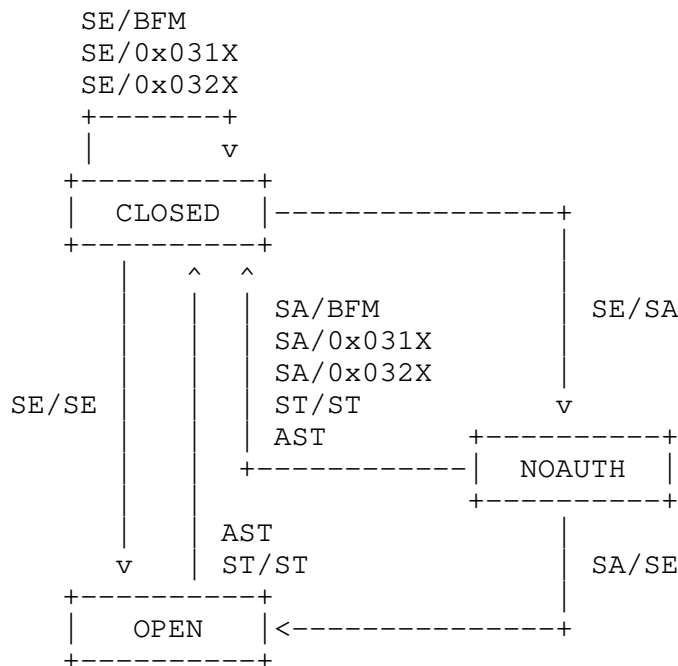 SE/BFM
SE/0x031X
SE/0x032X
CLOSED
SA/BFM
SE/SA
SA/0x031X
SA/0x032X
SE/SE
ST/ST
AST
NOAUTH
AST
ST/ST
SA/SE
OPEN